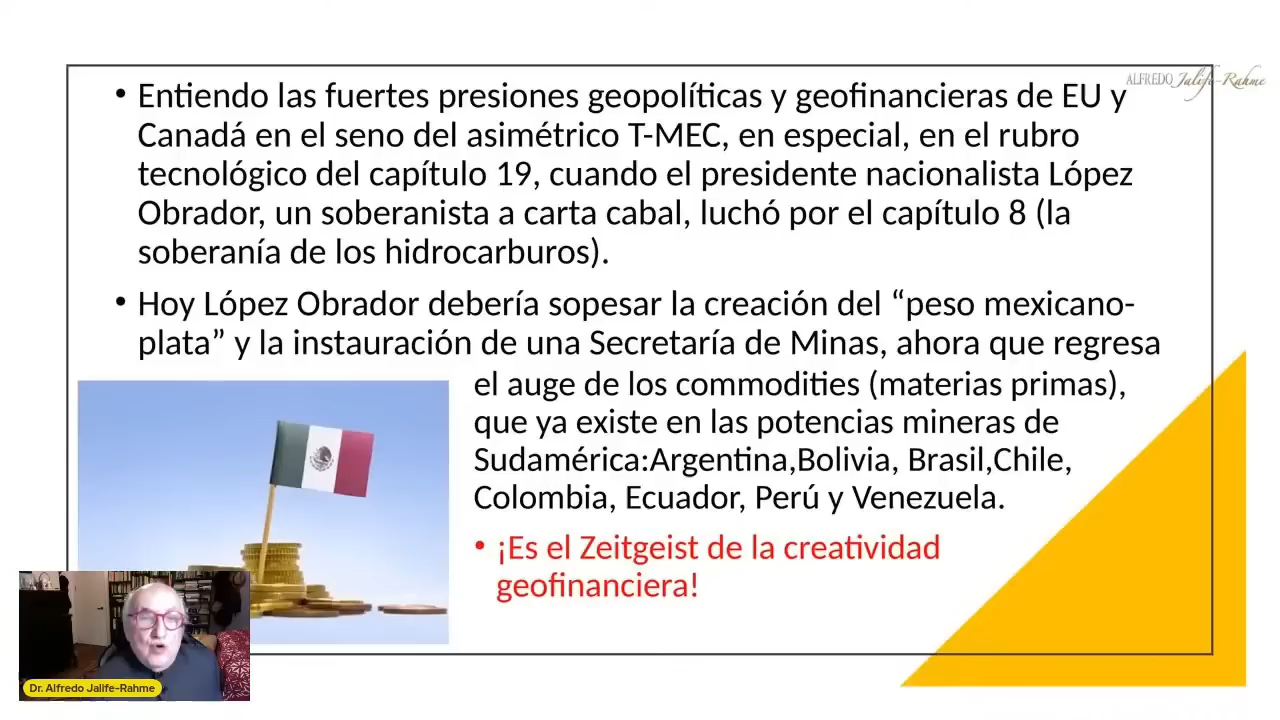 ALFREDO Jalife-Rahme
• Entiendo las fuertes presiones geopolíticas y geofinancieras de EU y
Canadá en el seno del asimétrico T-MEC, en especial, en el rubro
tecnológico del capítulo 19, cuando el presidente nacionalista López
Obrador, un soberanista a carta cabal, luchó por el capítulo 8 (la
soberanía de los hidrocarburos).
• Hoy López Obrador debería sopesar la creación del “peso mexicano-
plata” y la instauración de una Secretaría de Minas, ahora que regresa
el auge de los commodities (materias primas),
que ya existe en las potencias mineras de
Sudamérica:Argentina,Bolivia, Brasil,Chile,
Colombia, Ecuador, Perú y Venezuela.
• ¡Es el Zeitgeist de la creatividad
geofinanciera!
Dr. Alfredo Jalife-Rahme